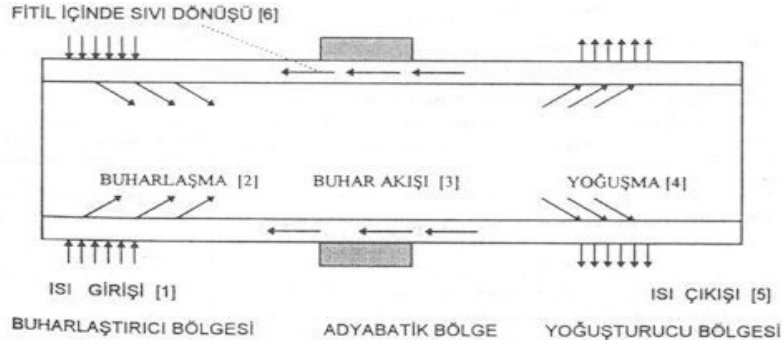 FİTİL İÇİNDE SIVI DÖNÜŞÜ [6]
BUHARLAŞMA [2]
BUHAR AKIŞI [3]
YOĞUŞMA [4]
ISI GİRİŞİ [1]
ISI ÇIKIŞI [5]
BUHARLAŞTIRICI BÖLGESİ
ADYABATİK BÖLGE
YOĞUŞTURUCU BÖLGESİ